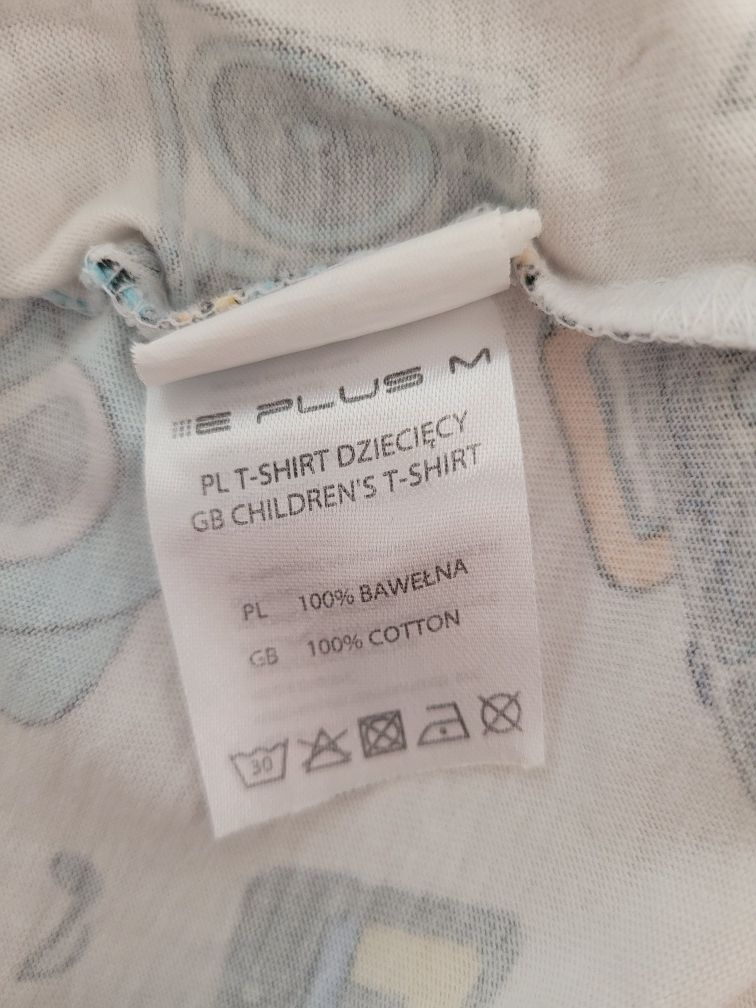 E PLUS M
PL T-SHIRT DZIECIĘCY
GB CHILDREN'S T-SHIRT
PL 100% BAWEŁNA
GB 100% COTTON
30